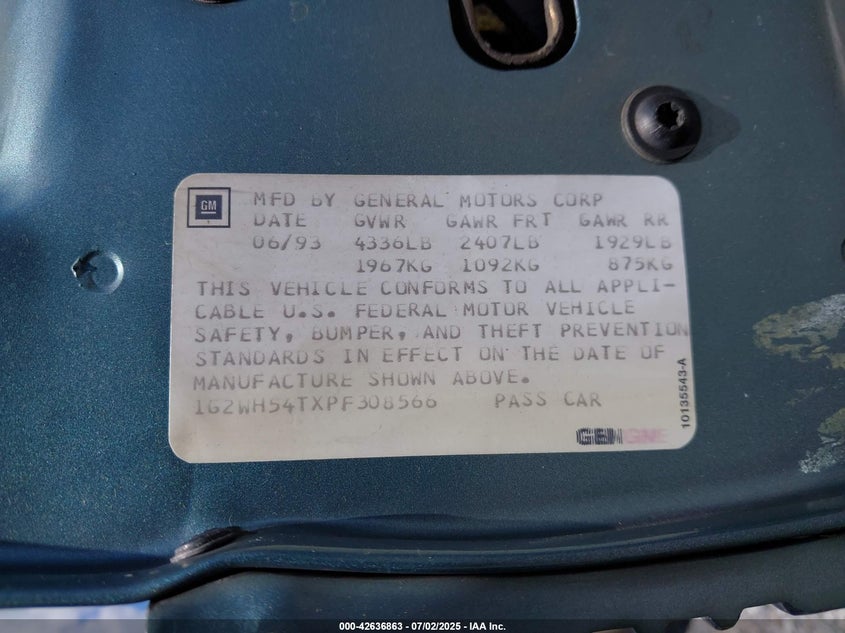 GM
MFD BY GENERAL MOTORS CORP
DATE GVWR GAWR FRT GAWR RR
06/93 4336LB 2407LB 1929LB
1967KG 1092KG 875KG
THIS VEHICLE CONFORMS TO ALL APPLI-
CABLE U.S. FEDERAL MOTOR VEHICLE
SAFETY, BUMPER, AND THEFT PREVENTION
STANDARDS IN EFFECT ON THE DATE OF
MANUFACTURE SHOWN ABOVE.
1G2WH54TXPF308566 PASS CAR
10135543-A
000-42636863 - 07/02/2025 - IAA Inc.